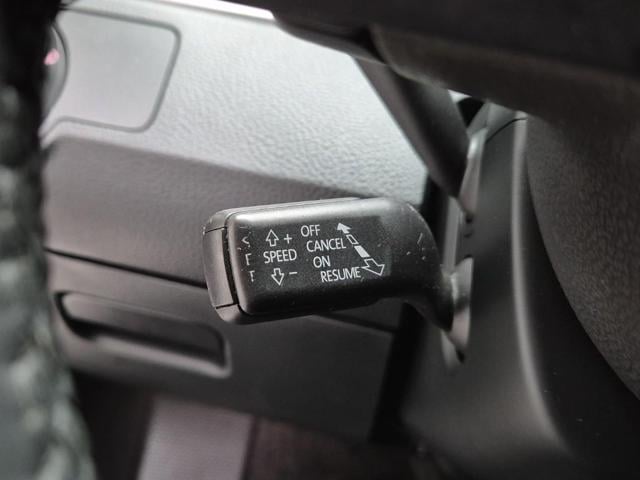 + OFF
SPEED CANCEL
− ON
RESUME